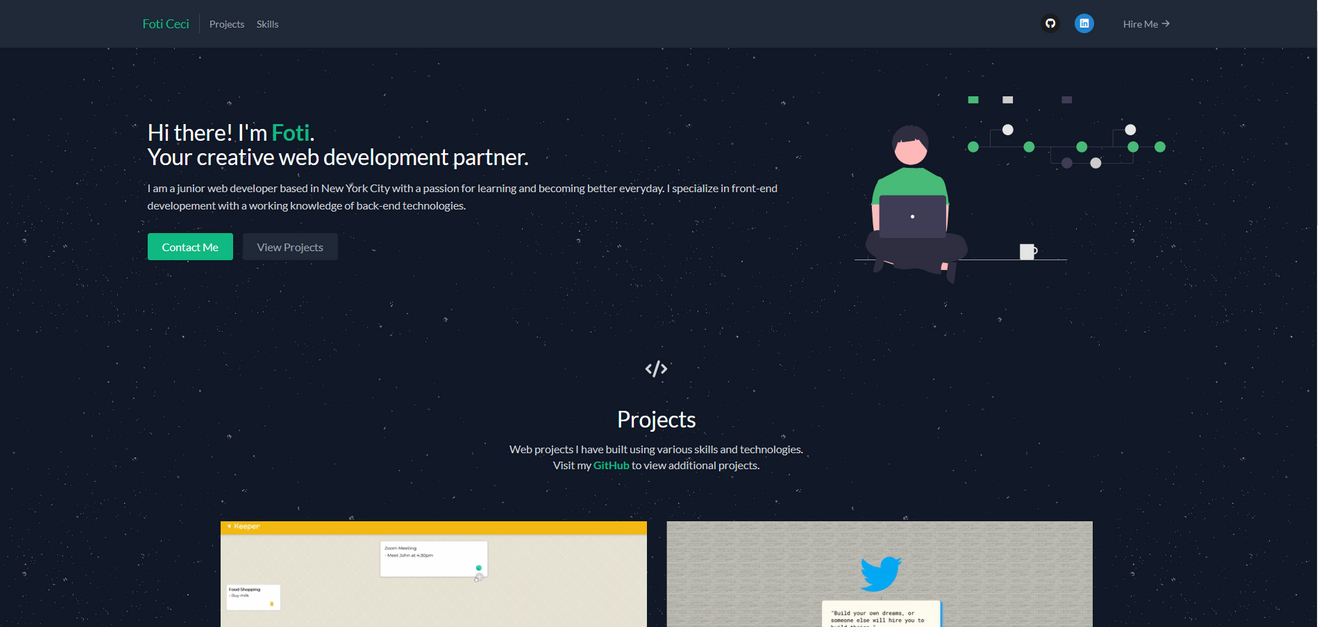 Foti Ceci
Projects
Skills
Hire Me →
Hi there! I'm Foti.
Your creative web development partner.
I am a junior web developer based in New York City with a passion for learning and becoming better everyday. I specialize in front-end
developement with a working knowledge of back-end technologies.
Contact Me
View Projects
</>
Projects
Web projects I have built using various skills and technologies.
Visit my GitHub to view additional projects.
Keeper
Zoom Meeting
- Meet John at 4:30pm
Food Shopping
- Buy milk
"Build your own dreams, or
someone else will hire you to
build theirs."